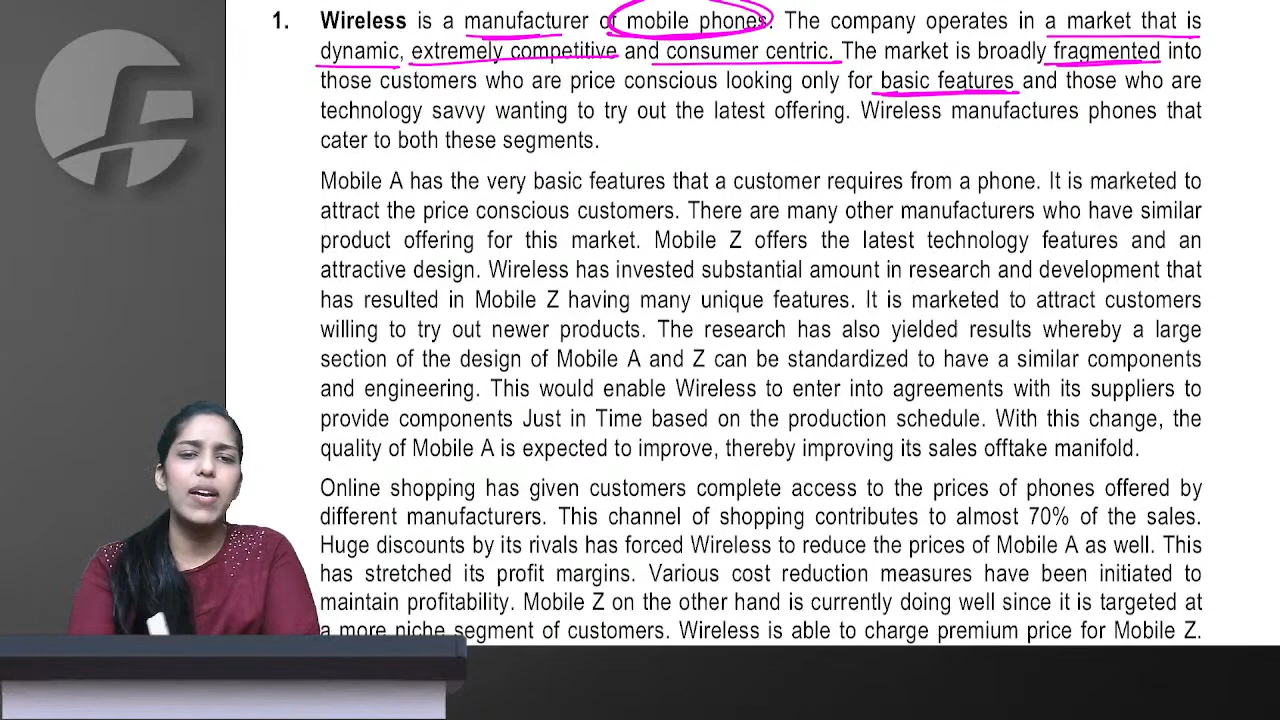 1. Wireless is a manufacturer of mobile phones. The company operates in a market that is
dynamic, extremely competitive and consumer centric. The market is broadly fragmented into
those customers who are price conscious looking only for basic features and those who are
technology savvy wanting to try out the latest offering. Wireless manufactures phones that
cater to both these segments.
Mobile A has the very basic features that a customer requires from a phone. It is marketed to
attract the price conscious customers. There are many other manufacturers who have similar
product offering for this market. Mobile Z offers the latest technology features and an
attractive design. Wireless has invested substantial amount in research and development that
has resulted in Mobile Z having many unique features. It is marketed to attract customers
willing to try out newer products. The research has also yielded results whereby a large
section of the design of Mobile A and Z can be standardized to have a similar components
and engineering. This would enable Wireless to enter into agreements with its suppliers to
provide components Just in Time based on the production schedule. With this change, the
quality of Mobile A is expected to improve, thereby improving its sales offtake manifold.
Online shopping has given customers complete access to the prices of phones offered by
different manufacturers. This channel of shopping contributes to almost 70% of the sales.
Huge discounts by its rivals has forced Wireless to reduce the prices of Mobile A as well. This
has stretched its profit margins. Various cost reduction measures have been initiated to
maintain profitability. Mobile Z on the other hand is currently doing well since it is targeted at
a more niche segment of customers. Wireless is able to charge premium price for Mobile Z.